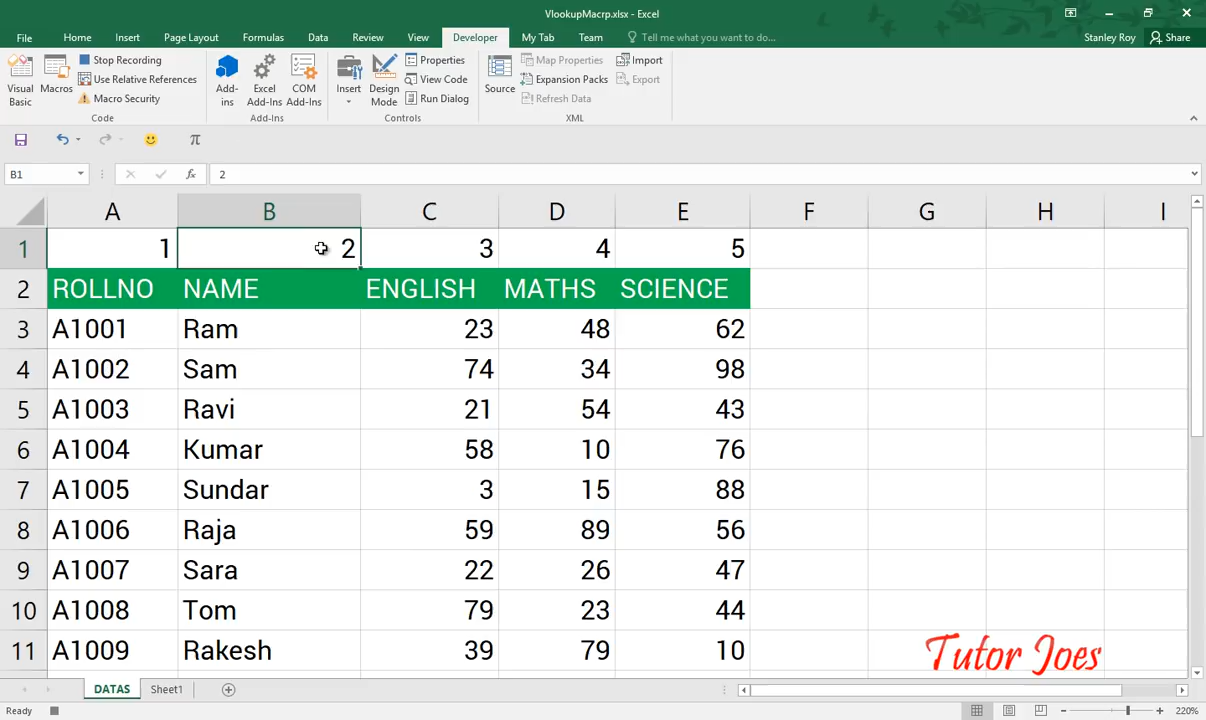 VlookupMacrp.xlsx - Excel
File Home Insert Page Layout Formulas Data Review View Developer My Tab Team Tell me what you want to do... Stanley Roy Share
Visual Basic
Macros
Stop Recording
Use Relative References
Macro Security
Code
Add-ins
Excel Add-Ins
COM Add-Ins
Add-Ins
Insert
Design Mode
Properties
View Code
Run Dialog
Controls
Source
Map Properties
Expansion Packs
Refresh Data
Import
Export
XML
π
B1 fx 2
A B C D E F G H I
1 1 2 3 4 5
2 ROLLNO NAME ENGLISH MATHS SCIENCE
3 A1001 Ram 23 48 62
4 A1002 Sam 74 34 98
5 A1003 Ravi 21 54 43
6 A1004 Kumar 58 10 76
7 A1005 Sundar 3 15 88
8 A1006 Raja 59 89 56
9 A1007 Sara 22 26 47
10 A1008 Tom 79 23 44
11 A1009 Rakesh 39 79 10
Tutor Joes
DATAS Sheet1
Ready 220%